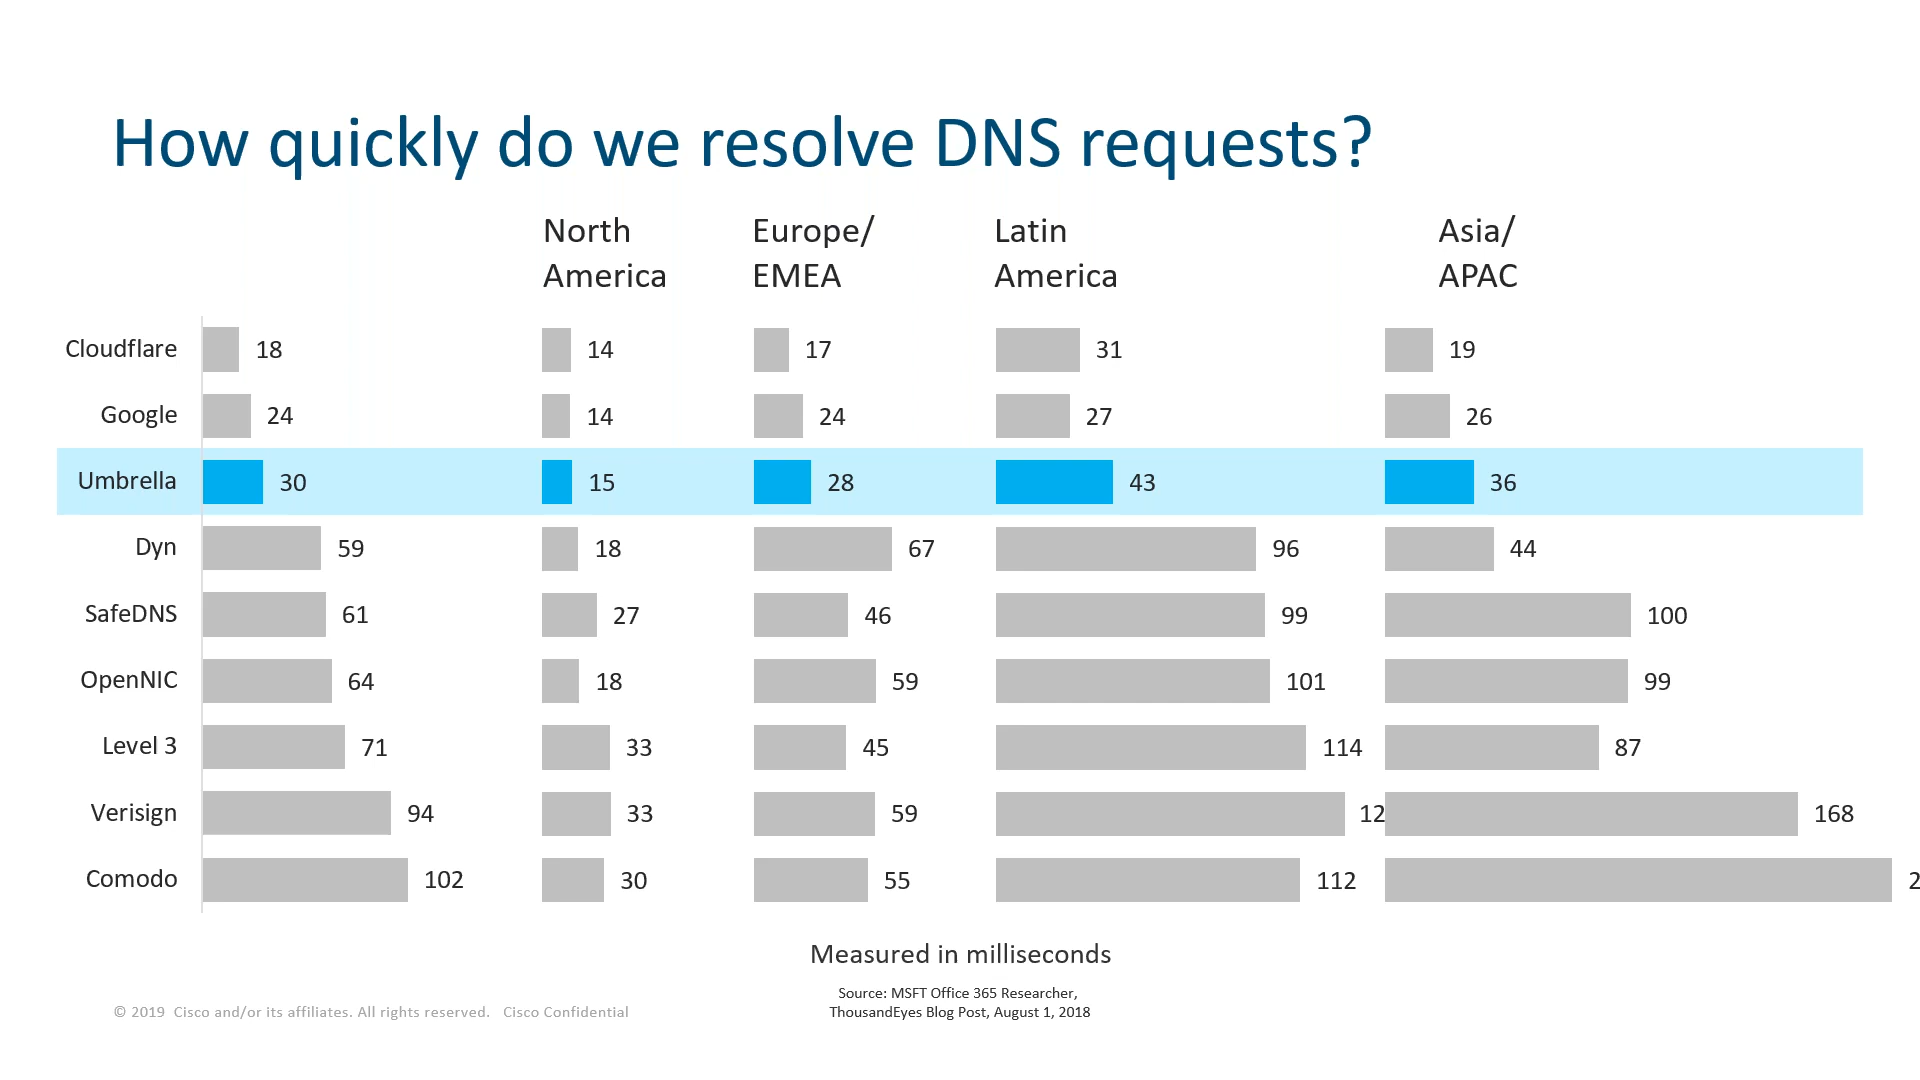 How quickly do we resolve DNS requests?
North America Europe/ EMEA Latin America Asia/ APAC
Cloudflare 18 14 17 31 19
Google 24 14 24 27 26
Umbrella 30 15 28 43 36
Dyn 59 18 67 96 44
SafeDNS 61 27 46 99 100
OpenNIC 64 18 59 101 99
Level 3 71 33 45 114 87
Verisign 94 33 59 168
Comodo 102 30 55 112
Measured in milliseconds
Source: MSFT Office 365 Researcher,
ThousandEyes Blog Post, August 1, 2018
© 2019 Cisco and/or its affiliates. All rights reserved. Cisco Confidential